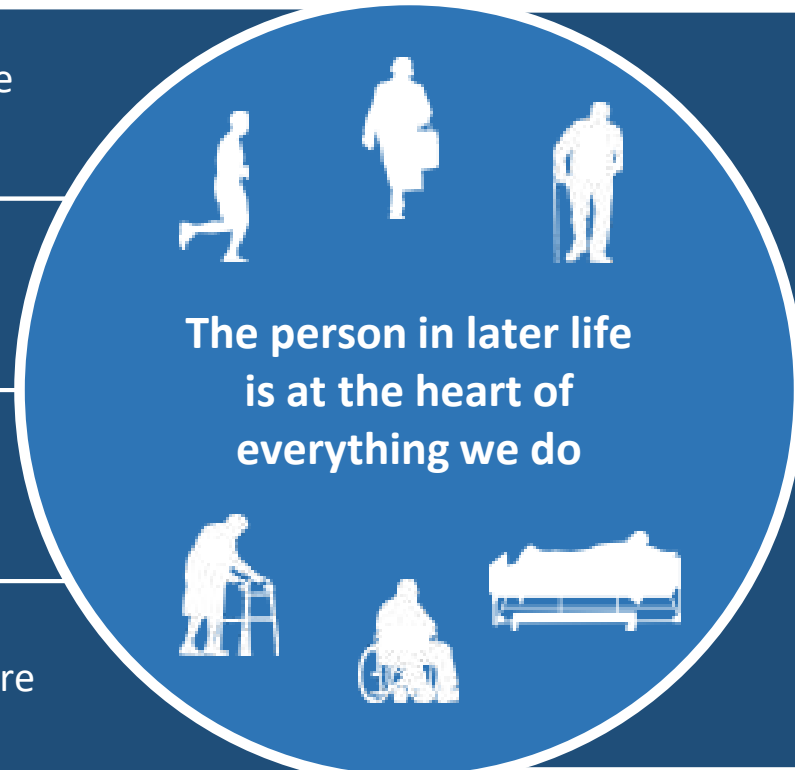 The person in later life
is at the heart of
everything we do